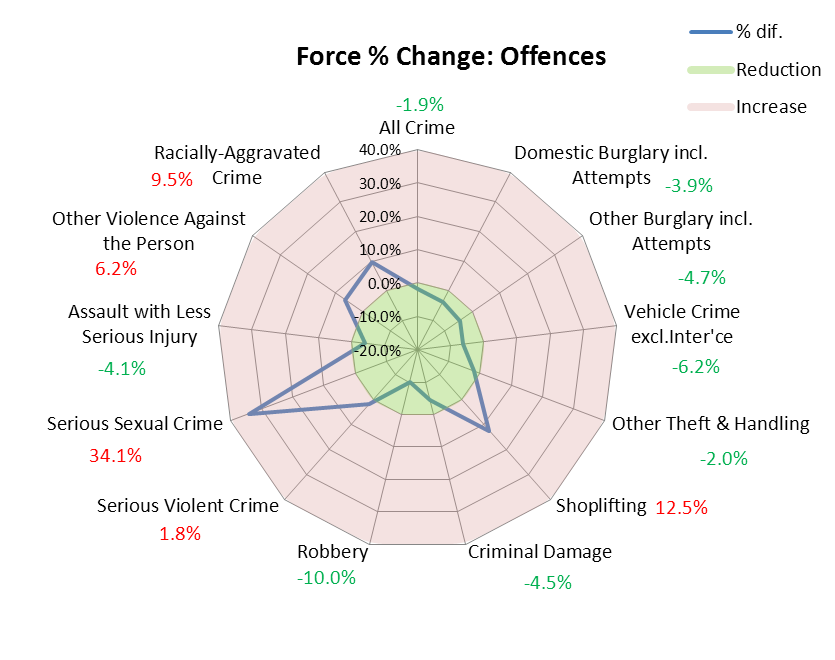 Force % Change: Offences
% dif.
Reduction
Increase
-1.9%
All Crime
Domestic Burglary incl.
Attempts
-3.9%
Other Burglary incl.
Attempts
-4.7%
Vehicle Crime
excl.Inter'ce
-6.2%
Other Theft & Handling
-2.0%
Shoplifting
12.5%
Criminal Damage
-4.5%
Robbery
-10.0%
Serious Violent Crime
1.8%
Serious Sexual Crime
34.1%
Assault with Less
Serious Injury
-4.1%
Other Violence Against
the Person
6.2%
Racially-Aggravated
Crime
9.5%
40.0%
30.0%
20.0%
10.0%
0.0%
-10.0%
-20.0%